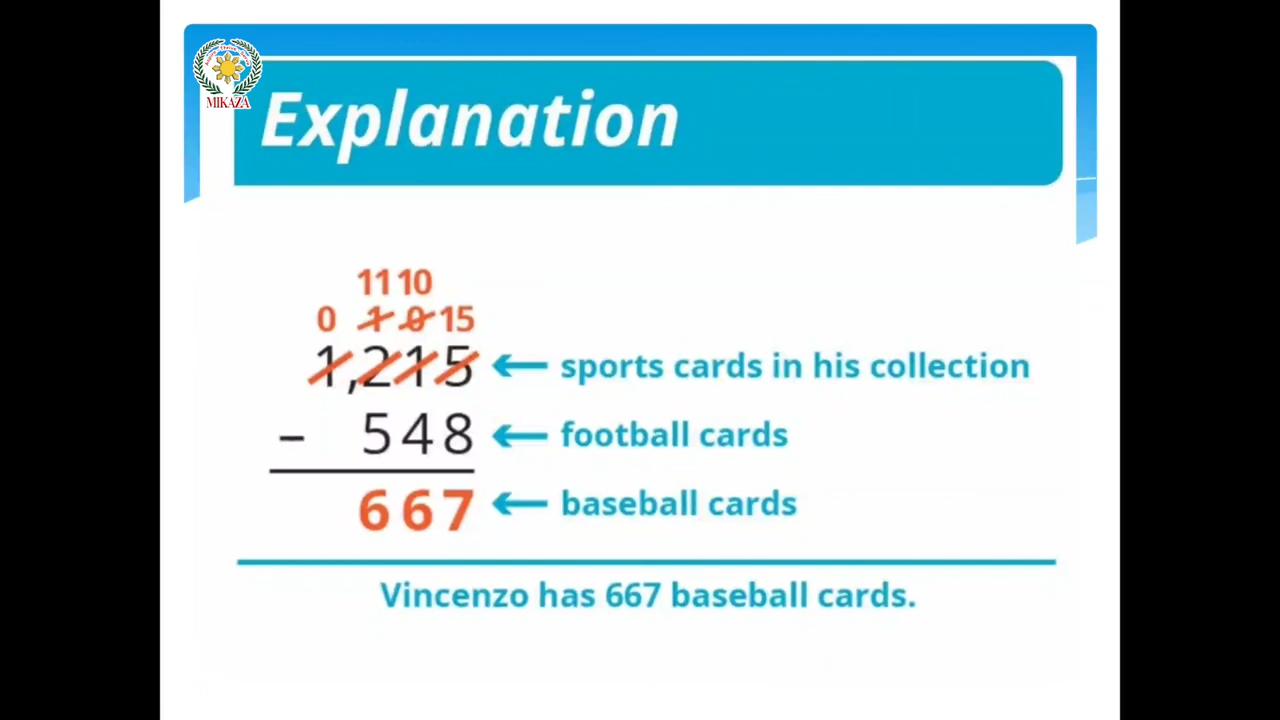 MIKAZA
Explanation
11 10
0 1 0 15
1,215 ← sports cards in his collection
– 548 ← football cards
667 ← baseball cards
Vincenzo has 667 baseball cards.